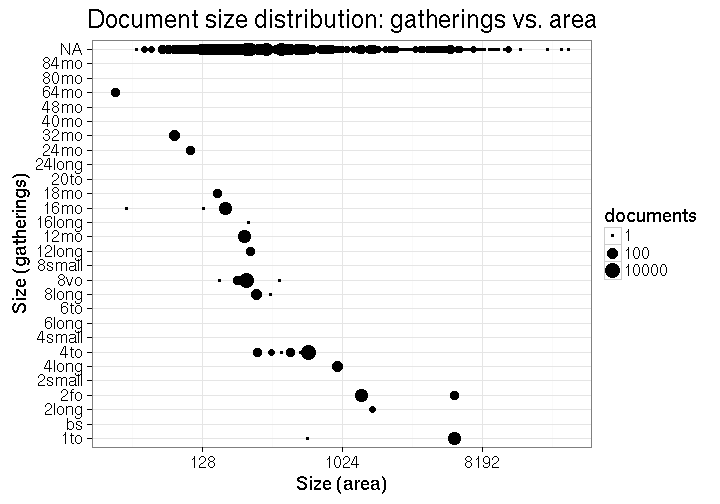 Document size distribution: gatherings vs. area
NA
84mo
80mo
64mo
48mo
40mo
32mo
24mo
24long
20to
18mo
16mo
16long
12mo
12long
8small
8vo
8long
6to
6long
4small
4to
4long
2small
2fo
2long
bs
1to
Size (gatherings)
128
1024
8192
Size (area)
documents
1
100
10000